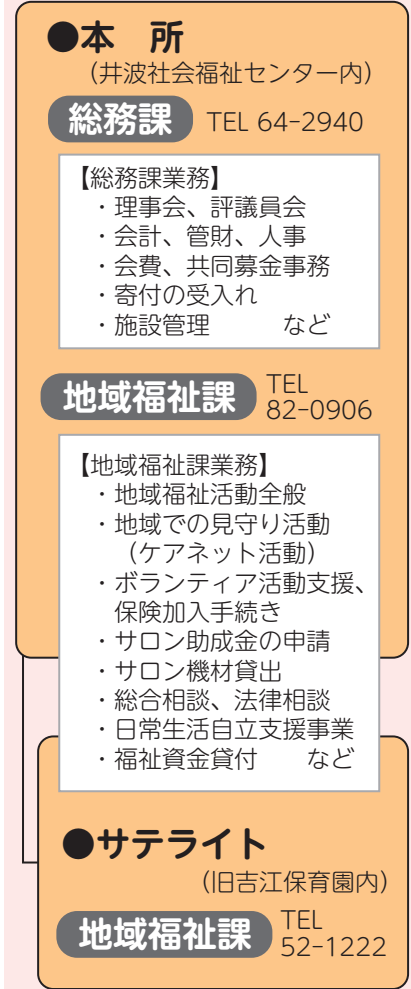 ●本　所
（井波社会福祉センター内）
総務課 TEL 64-2940
【総務課業務】
・理事会、評議員会
・会計、管財、人事
・会費、共同募金事務
・寄付の受入れ
・施設管理　　など
地域福祉課 TEL
82-0906
【地域福祉課業務】
・地域福祉活動全般
・地域での見守り活動
（ケアネット活動）
・ボランティア活動支援、
保険加入手続き
・サロン助成金の申請
・サロン機材貸出
・総合相談、法律相談
・日常生活自立支援事業
・福祉資金貸付　　など
●サテライト
（旧吉江保育園内）
地域福祉課 TEL
52-1222